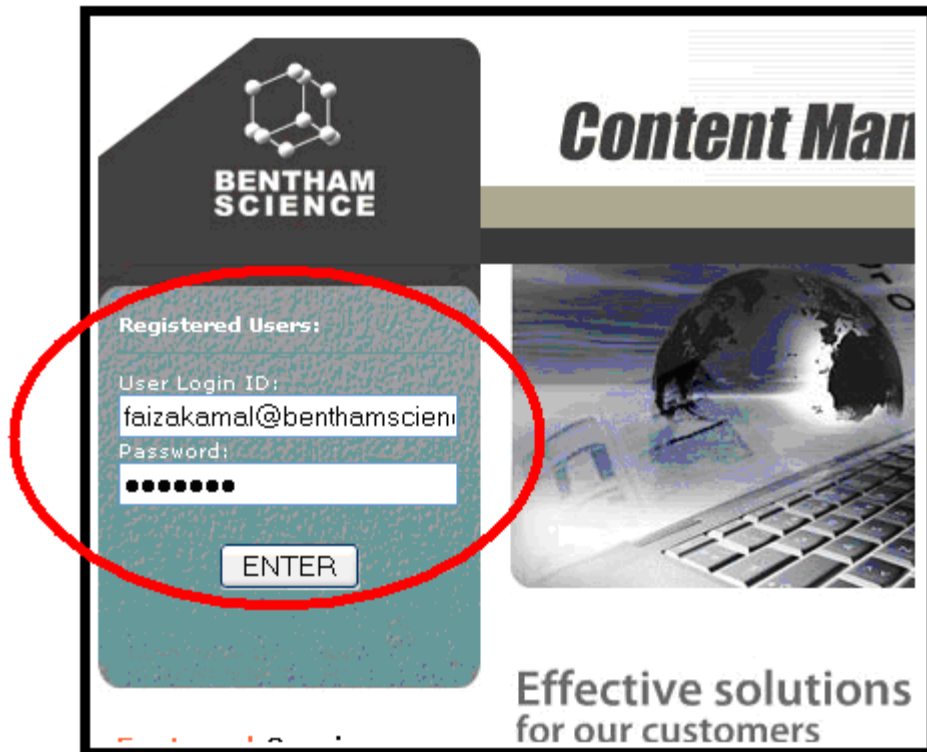 BENTHAM
SCIENCE
Content Man
Registered Users:
User Login ID:
faizakamal@benthamscien
Password:
●●●●●●●
ENTER
Effective solutions
for our customers